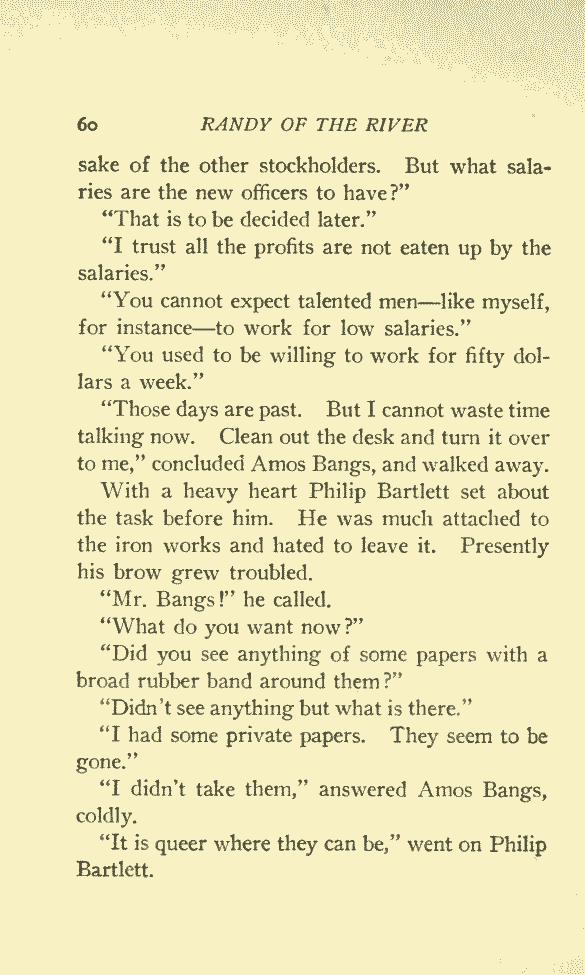 60 RANDY OF THE RIVER
sake of the other stockholders. But what sala-
ries are the new officers to have?”
“That is to be decided later.”
“I trust all the profits are not eaten up by the
salaries.”
“You cannot expect talented men—like myself,
for instance—to work for low salaries.”
“You used to be willing to work for fifty dol-
lars a week.”
“Those days are past. But I cannot waste time
talking now. Clean out the desk and turn it over
to me,” concluded Amos Bangs, and walked away.
With a heavy heart Philip Bartlett set about
the task before him. He was much attached to
the iron works and hated to leave it. Presently
his brow grew troubled.
“Mr. Bangs!” he called.
“What do you want now?”
“Did you see anything of some papers with a
broad rubber band around them?”
“Didn’t see anything but what is there.”
“I had some private papers. They seem to be
gone.”
“I didn’t take them,” answered Amos Bangs,
coldly.
“It is queer where they can be,” went on Philip
Bartlett.